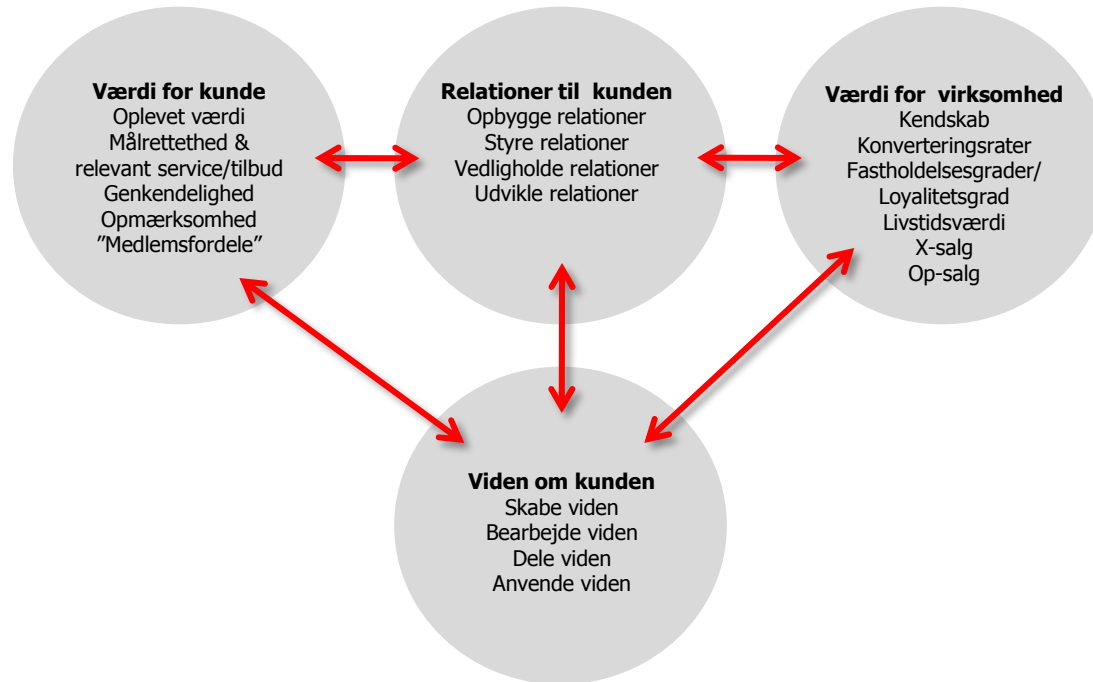 Værdi for kunde
Oplevet værdi
Målrettethed &
relevant service/tilbud
Genkendelighed
Opmærksomhed
”Medlemsfordele”
Relationer til  kunden
Opbygge relationer
Styre relationer
Vedligholde relationer
Udvikle relationer
Værdi for  virksomhed
Kendskab
Konverteringsrater
Fastholdelsesgrader/
Loyalitetsgrad
Livstidsværdi
X-salg
Op-salg
Viden om kunden
Skabe viden
Bearbejde viden
Dele viden
Anvende viden